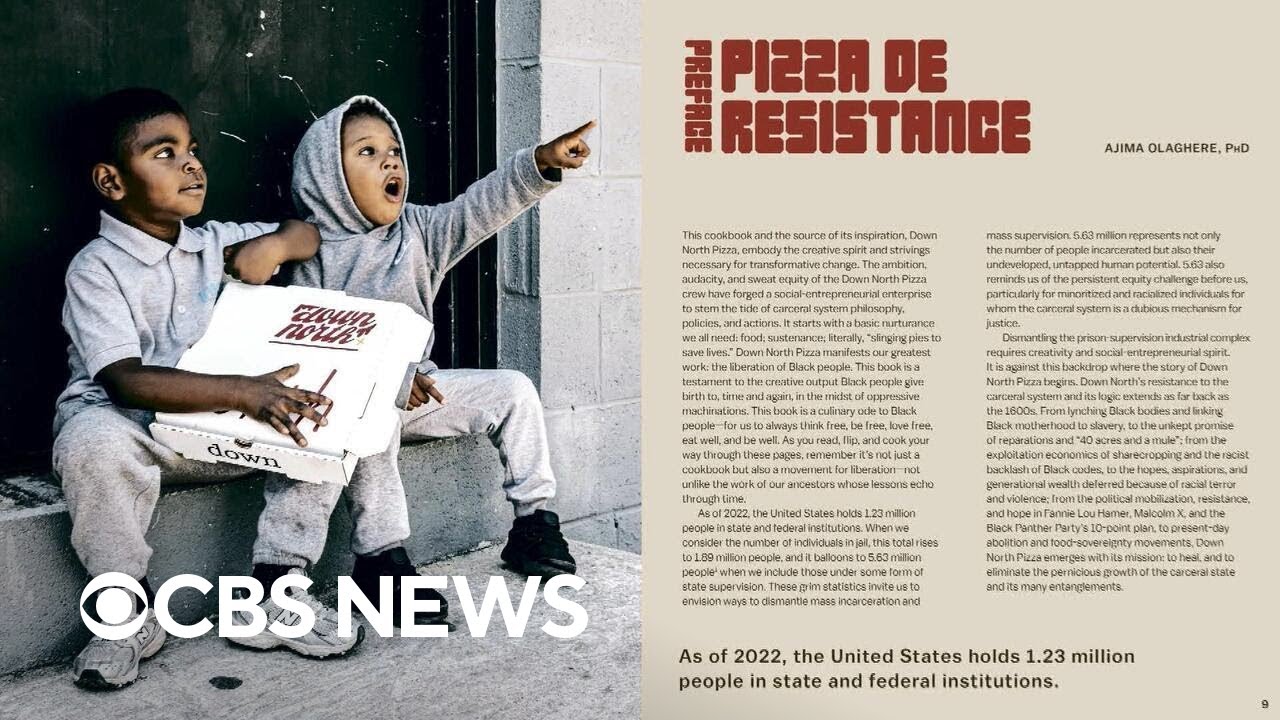 down
north
down
CBS NEWS
PREFACE
PIZZA DE
RESISTANCE
AJIMA OLAGHERE, PHD
This cookbook and the source of its inspiration, Down
North Pizza, embody the creative spirit and strivings
necessary for transformative change. The ambition,
audacity, and sweat equity of the Down North Pizza
crew have forged a social-entrepreneurial enterprise
to stem the tide of carceral system philosophy,
policies, and actions. It starts with a basic nurturance
we all need: food; sustenance; literally, “slinging pies to
save lives.” Down North Pizza manifests our greatest
work: the liberation of Black people. This book is a
testament to the creative output Black people give
birth to, time and again, in the midst of oppressive
machinations. This book is a culinary ode to Black
people—for us to always think free, be free, love free,
eat well, and be well. As you read, flip, and cook your
way through these pages, remember it’s not just a
cookbook but also a movement for liberation—not
unlike the work of our ancestors whose lessons echo
through time.
As of 2022, the United States holds 1.23 million
people in state and federal institutions. When we
consider the number of individuals in jail, this total rises
to 1.89 million people, and it balloons to 5.63 million
people¹ when we include those under some form of
state supervision. These grim statistics invite us to
envision ways to dismantle mass incarceration and
mass supervision. 5.63 million represents not only
the number of people incarcerated but also their
undeveloped, untapped human potential. 5.63 also
reminds us of the persistent equity challenge before us,
particularly for minoritized and racialized individuals for
whom the carceral system is a dubious mechanism for
justice.
Dismantling the prison-supervision industrial complex
requires creativity and social-entrepreneurial spirit.
It is against this backdrop where the story of Down
North Pizza begins. Down North’s resistance to the
carceral system and its logic extends as far back as
the 1600s. From lynching Black bodies and linking
Black motherhood to slavery, to the unkept promise
of reparations and “40 acres and a mule”; from the
exploitation economics of sharecropping and the racist
backlash of Black codes, to the hopes, aspirations, and
generational wealth deferred because of racial terror
and violence; from the political mobilization, resistance,
and hope in Fannie Lou Hamer, Malcolm X, and the
Black Panther Party’s 10-point plan, to present-day
abolition and food-sovereignty movements, Down
North Pizza emerges with its mission: to heal, and to
eliminate the pernicious growth of the carceral state
and its many entanglements.
As of 2022, the United States holds 1.23 million
people in state and federal institutions.
9